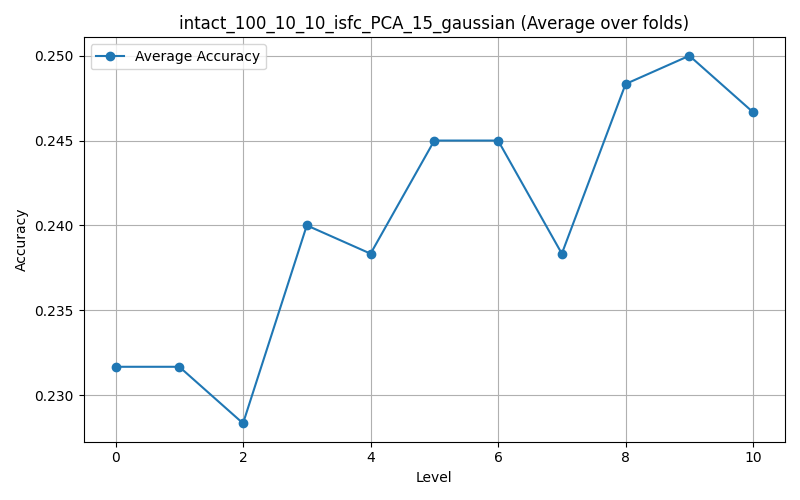 intact_100_10_10_isfc_PCA_15_gaussian (Average over folds)
Average Accuracy
Accuracy
0.250
0.245
0.240
0.235
0.230
0 2 4 6 8 10
Level